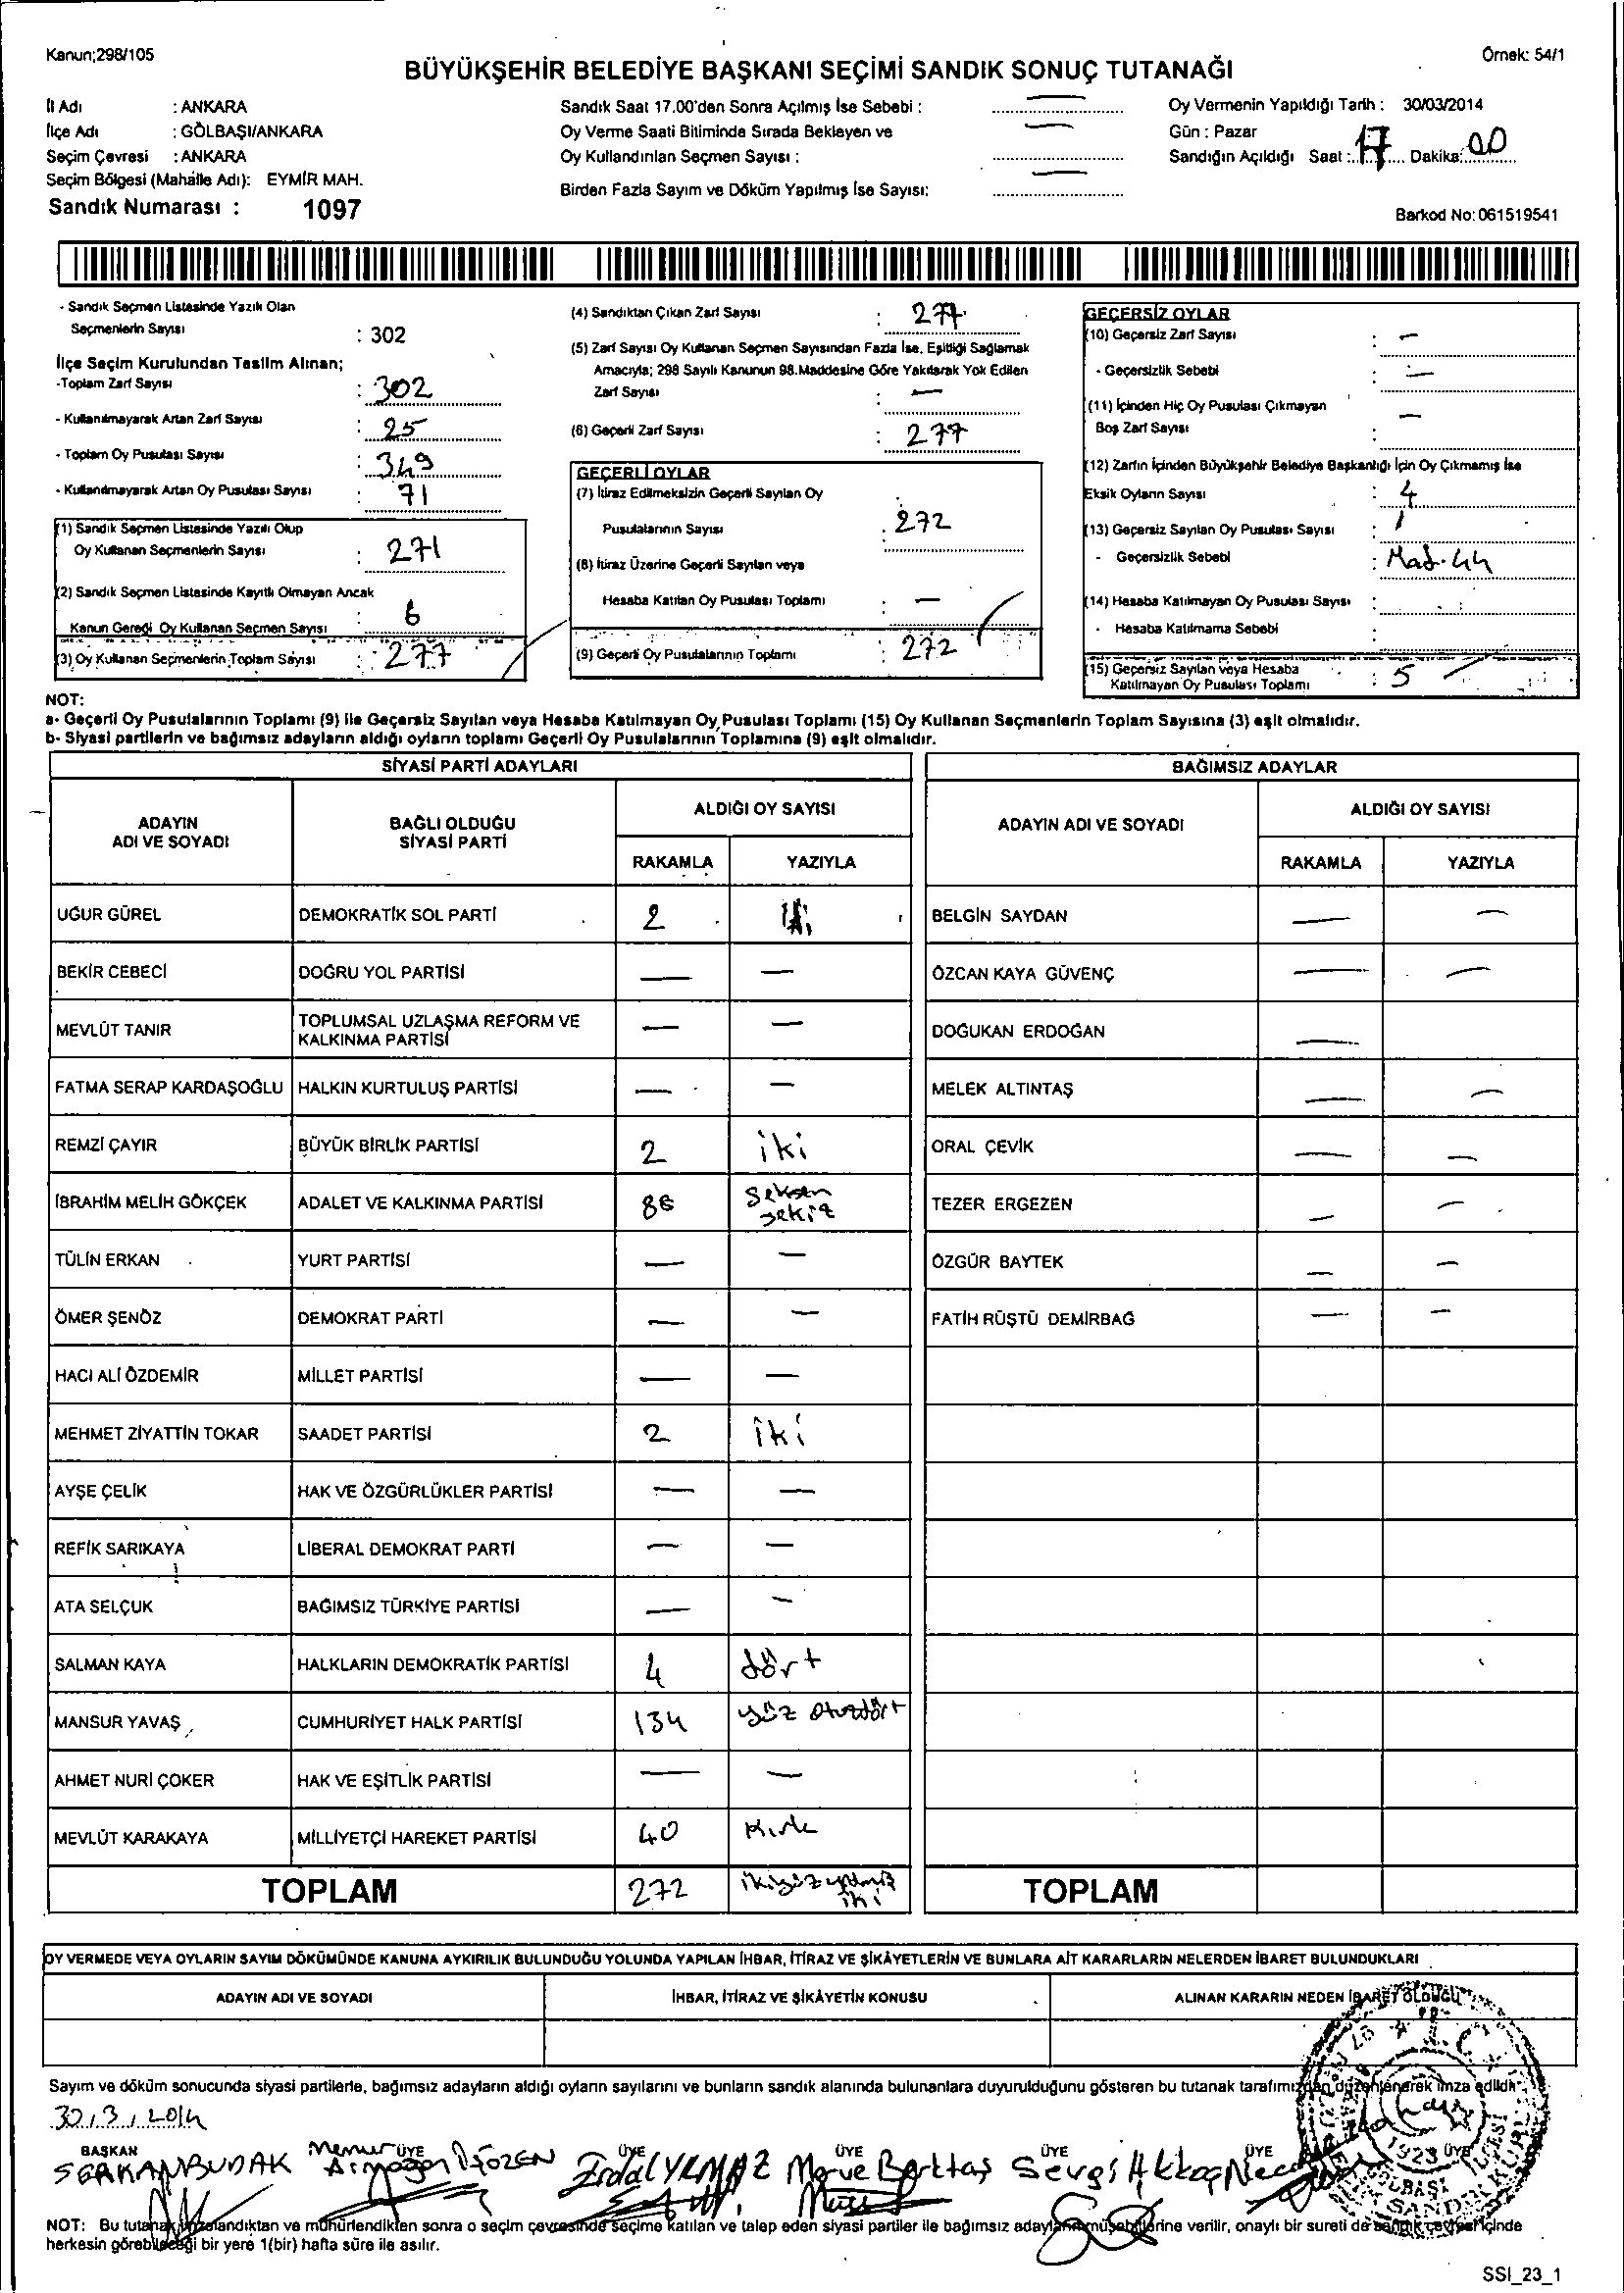 Kanun;298/105
Örnek: 54/1
BÜYÜKŞEHİR BELEDİYE BAŞKANI SEÇİMİ SANDIK SONUÇ TUTANAĞI
İl Adı : ANKARA
İlçe Adı : GÖLBAŞI/ANKARA
Seçim Çevresi : ANKARA
Seçim Bölgesi (Mahalle Adı): EYMİR MAH.
Sandık Numarası : 1097
Sandık Saat 17.00'den Sonra Açılmış İse Sebebi : —
Oy Verme Saati Bitiminde Sırada Bekleyen ve
Oy Kullandırılan Seçmen Sayısı : —
Birden Fazla Sayım ve Döküm Yapılmış İse Sayısı: —
Oy Vermenin Yapıldığı Tarih : 30/03/2014
Gün : Pazar
Sandığın Açıldığı Saat : 17 Dakika: 00
Barkod No: 061519541
- Sandık Seçmen Listesinde Yazılı Olan
Seçmenlerin Sayısı : 302
İlçe Seçim Kurulundan Teslim Alınan;
-Toplam Zarf Sayısı : 302
- Kullanılmayarak Artan Zarf Sayısı : 25
- Toplam Oy Pusulası Sayısı : 349
- Kullanılmayarak Artan Oy Pusulası Sayısı : 71
(1) Sandık Seçmen Listesinde Yazılı Olup
Oy Kullanan Seçmenlerin Sayısı : 271
(2) Sandık Seçmen Listesinde Kayıtlı Olmayan Ancak
Kanun Gereği Oy Kullanan Seçmen Sayısı : 6
(3) Oy Kullanan Seçmenlerin Toplam Sayısı : 277
(4) Sandıktan Çıkan Zarf Sayısı : 277
(5) Zarf Sayısı Oy Kullanan Seçmen Sayısından Fazla İse, Eşitliği Sağlamak
Amacıyla; 298 Sayılı Kanunun 98.Maddesine Göre Yakılarak Yok Edilen
Zarf Sayısı : —
(6) Geçerli Zarf Sayısı : 277
GEÇERLİ OYLAR
(7) İtiraz Edilmeksizin Geçerli Sayılan Oy
Pusulalarının Sayısı : 272
(8) İtiraz Üzerine Geçerli Sayılan veya
Hesaba Katılan Oy Pusulası Toplamı : —
(9) Geçerli Oy Pusulalarının Toplamı : 272
GEÇERSİZ OYLAR
(10) Geçersiz Zarf Sayısı : —
- Geçersizlik Sebebi : —
(11) İçinden Hiç Oy Pusulası Çıkmayan
Boş Zarf Sayısı : —
(12) Zarfın İçinden Büyükşehir Belediye Başkanlığı İçin Oy Çıkmamış İse
Eksik Oyların Sayısı : 4
(13) Geçersiz Sayılan Oy Pusulası Sayısı : 1
- Geçersizlik Sebebi : Mad.44
(14) Hesaba Katılmayan Oy Pusulası Sayısı :
- Hesaba Katılmama Sebebi :
(15) Geçersiz Sayılan veya Hesaba
Katılmayan Oy Pusulası Toplamı : 5
NOT:
a- Geçerli Oy Pusulalarının Toplamı (9) ile Geçersiz Sayılan veya Hesaba Katılmayan Oy Pusulası Toplamı (15) Oy Kullanan Seçmenlerin Toplam Sayısına (3) eşit olmalıdır.
b- Siyasi partilerin ve bağımsız adayların aldığı oyların toplamı Geçerli Oy Pusulalarının Toplamına (9) eşit olmalıdır.
SİYASİ PARTİ ADAYLARI
ADAYIN ADI VE SOYADI
BAĞLI OLDUĞU SİYASİ PARTİ
ALDIĞI OY SAYISI
RAKAMLA YAZIYLA
UĞUR GÜREL DEMOKRATİK SOL PARTİ 2
BEKİR CEBECİ DOĞRU YOL PARTİSİ — —
MEVLÜT TANIR TOPLUMSAL UZLAŞMA REFORM VE KALKINMA PARTİSİ — —
FATMA SERAP KARDAŞOĞLU HALKIN KURTULUŞ PARTİSİ — —
REMZİ ÇAYIR BÜYÜK BİRLİK PARTİSİ 2 iki
İBRAHİM MELİH GÖKÇEK ADALET VE KALKINMA PARTİSİ 88 Seksen sekiz
TÜLİN ERKAN YURT PARTİSİ — —
ÖMER ŞENÖZ DEMOKRAT PARTİ — —
HACI ALİ ÖZDEMİR MİLLET PARTİSİ — —
MEHMET ZİYATTİN TOKAR SAADET PARTİSİ 2 iki
AYŞE ÇELİK HAK VE ÖZGÜRLÜKLER PARTİSİ — —
REFİK SARIKAYA LİBERAL DEMOKRAT PARTİ — —
ATA SELÇUK BAĞIMSIZ TÜRKİYE PARTİSİ — —
SALMAN KAYA HALKLARIN DEMOKRATİK PARTİSİ 4 dört
MANSUR YAVAŞ CUMHURİYET HALK PARTİSİ 134 yüz otuzdört
AHMET NURİ ÇOKER HAK VE EŞİTLİK PARTİSİ — —
MEVLÜT KARAKAYA MİLLİYETÇİ HAREKET PARTİSİ 40 Kırk
TOPLAM 272 ikiyüzyetmiş iki
BAĞIMSIZ ADAYLAR
ADAYIN ADI VE SOYADI
ALDIĞI OY SAYISI
RAKAMLA YAZIYLA
BELGİN SAYDAN — —
ÖZCAN KAYA GÜVENÇ — —
DOĞUKAN ERDOĞAN —
MELEK ALTINTAŞ — —
ORAL ÇEVİK — —
TEZER ERGEZEN — —
ÖZGÜR BAYTEK — —
FATİH RÜŞTÜ DEMİRBAĞ — —
TOPLAM
OY VERMEDE VEYA OYLARIN SAYIM DÖKÜMÜNDE KANUNA AYKIRILIK BULUNDUĞU YOLUNDA YAPILAN İHBAR, İTİRAZ VE ŞİKÂYETLERİN VE BUNLARA AİT KARARLARIN NELERDEN İBARET BULUNDUKLARI
ADAYIN ADI VE SOYADI
İHBAR, İTİRAZ VE ŞİKÂYETİN KONUSU
ALINAN KARARIN NEDEN İBARET OLDUĞU
Sayım ve döküm sonucunda siyasi partilerle, bağımsız adayların aldığı oyların sayılarını ve bunların sandık alanında bulunanlara duyurulduğunu gösteren bu tutanak tarafımızdan düzenlenerek imza edildi.
30/3/2014
BAŞKAN ÜYE ÜYE ÜYE ÜYE ÜYE ÜYE
SERKAN BUDAK Memur Armağan Erdal YILMAZ Merve Berktaş Sevgi Akkoç
1923
NOT: Bu tutanak imzalandıktan ve mühürlendikten sonra o seçim çevresinde seçime katılan ve talep eden siyasi partiler ile bağımsız adayların müşahitlerine verilir, onaylı bir sureti de sandık çevresi içinde
herkesin görebileceği bir yere 1(bir) hafta süre ile asılır.
SSI_23_1